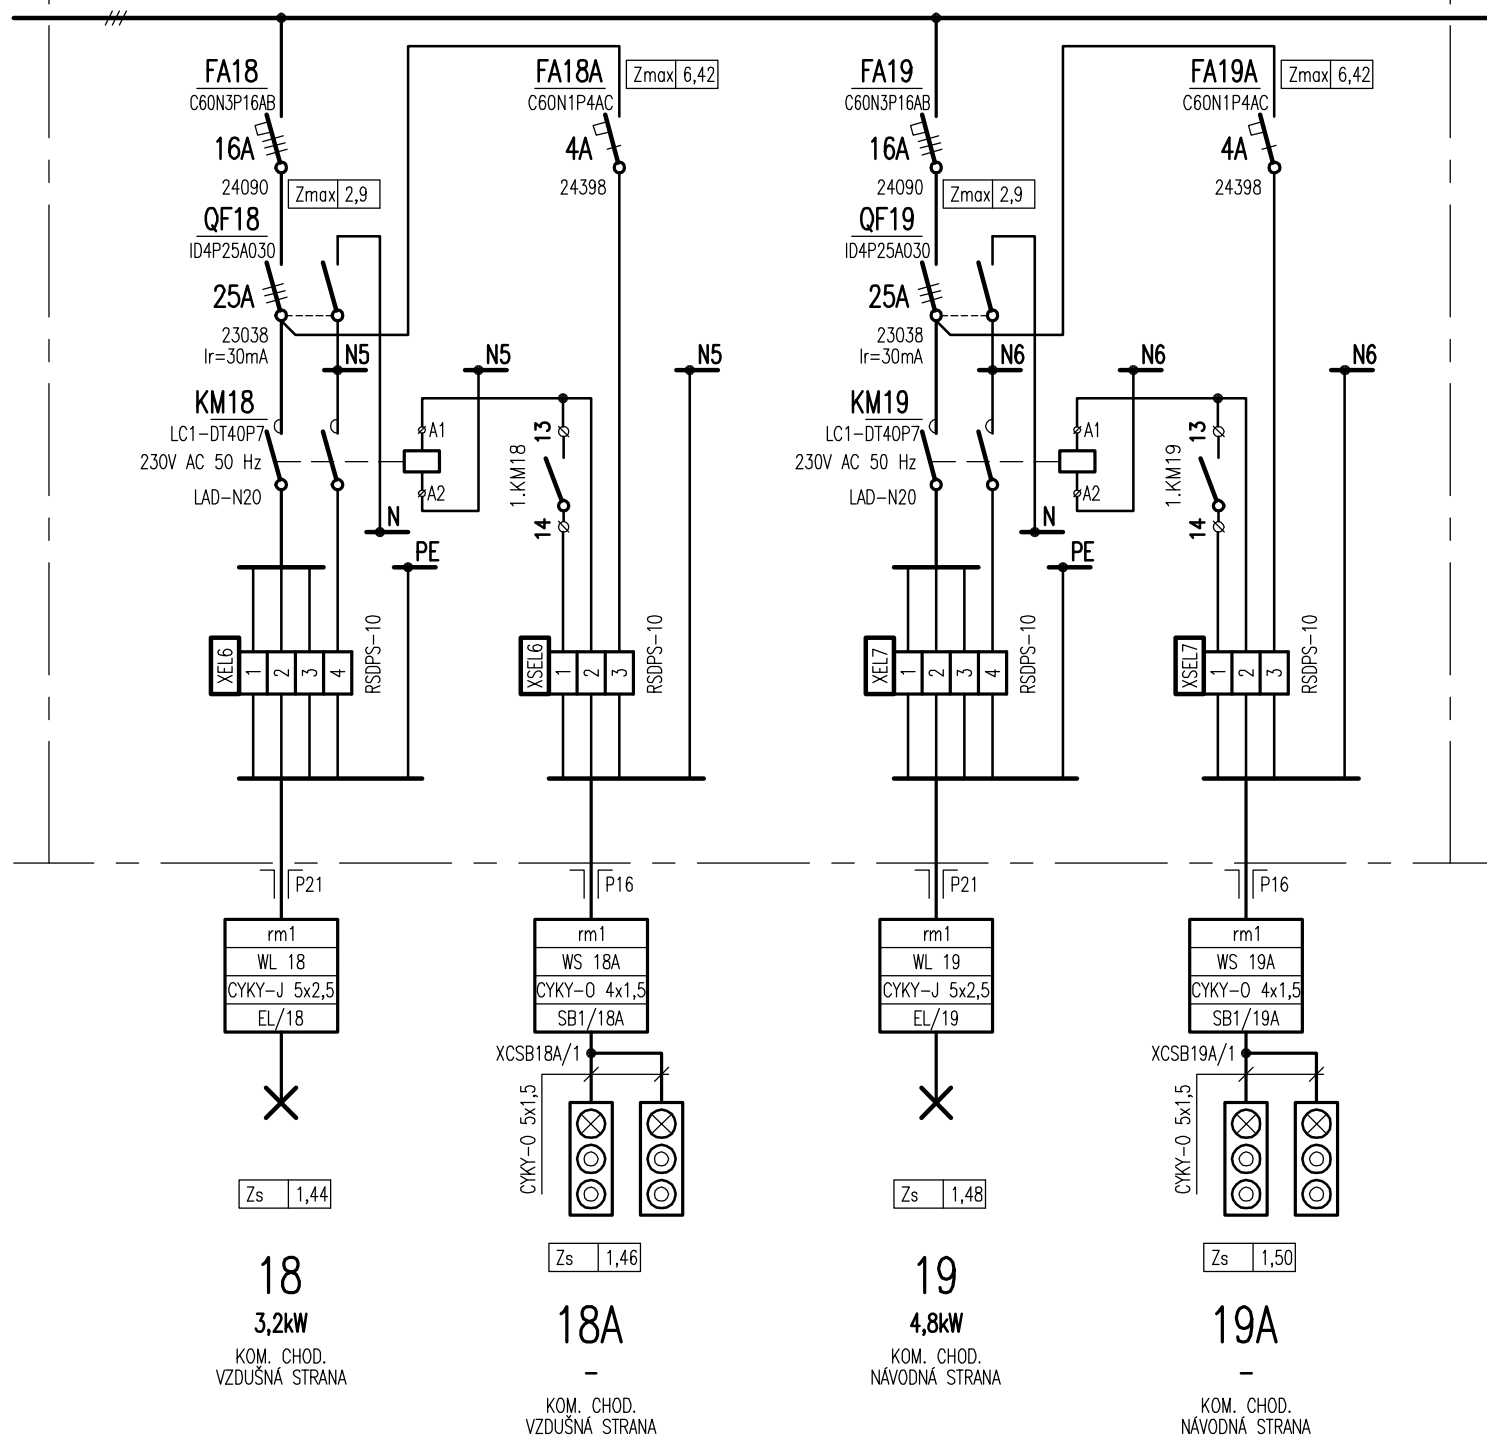 FA18
C60N3P16AB
16A
24090
Zmax 2,9
QF18
ID4P25A030
25A
23038
Ir=30mA
N5
KM18
LC1-DT40P7
230V AC 50 Hz
LAD-N20
A1
A2
N5
N
PE
XEL6
1
2
3
4
RSDPS-10
FA18A
C60N1P4AC
Zmax 6,42
4A
24398
N5
13
1.KM18
14
XSEL6
1
2
3
RSDPS-10
FA19
C60N3P16AB
16A
24090
Zmax 2,9
QF19
ID4P25A030
25A
23038
Ir=30mA
N6
KM19
LC1-DT40P7
230V AC 50 Hz
LAD-N20
A1
A2
N6
N
PE
XEL7
1
2
3
4
RSDPS-10
FA19A
C60N1P4AC
Zmax 6,42
4A
24398
N6
13
1.KM19
14
XSEL7
1
2
3
RSDPS-10
P21
rm1
WL 18
CYKY-J 5x2,5
EL/18
Zs 1,44
18
3,2kW
KOM. CHOD.
VZDUŠNÁ STRANA
P16
rm1
WS 18A
CYKY-O 4x1,5
SB1/18A
XCSB18A/1
CYKY-O 5x1,5
Zs 1,46
18A
-
KOM. CHOD.
VZDUŠNÁ STRANA
P21
rm1
WL 19
CYKY-J 5x2,5
EL/19
Zs 1,48
19
4,8kW
KOM. CHOD.
NÁVODNÁ STRANA
P16
rm1
WS 19A
CYKY-O 4x1,5
SB1/19A
XCSB19A/1
CYKY-O 5x1,5
Zs 1,50
19A
-
KOM. CHOD.
NÁVODNÁ STRANA